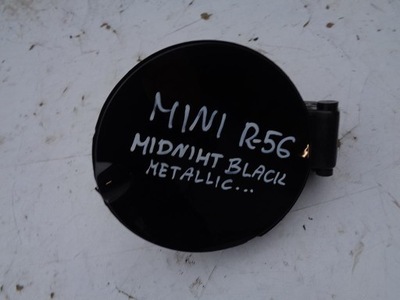 MINI R-56
MIDNIHT BLACK
METALLIC...